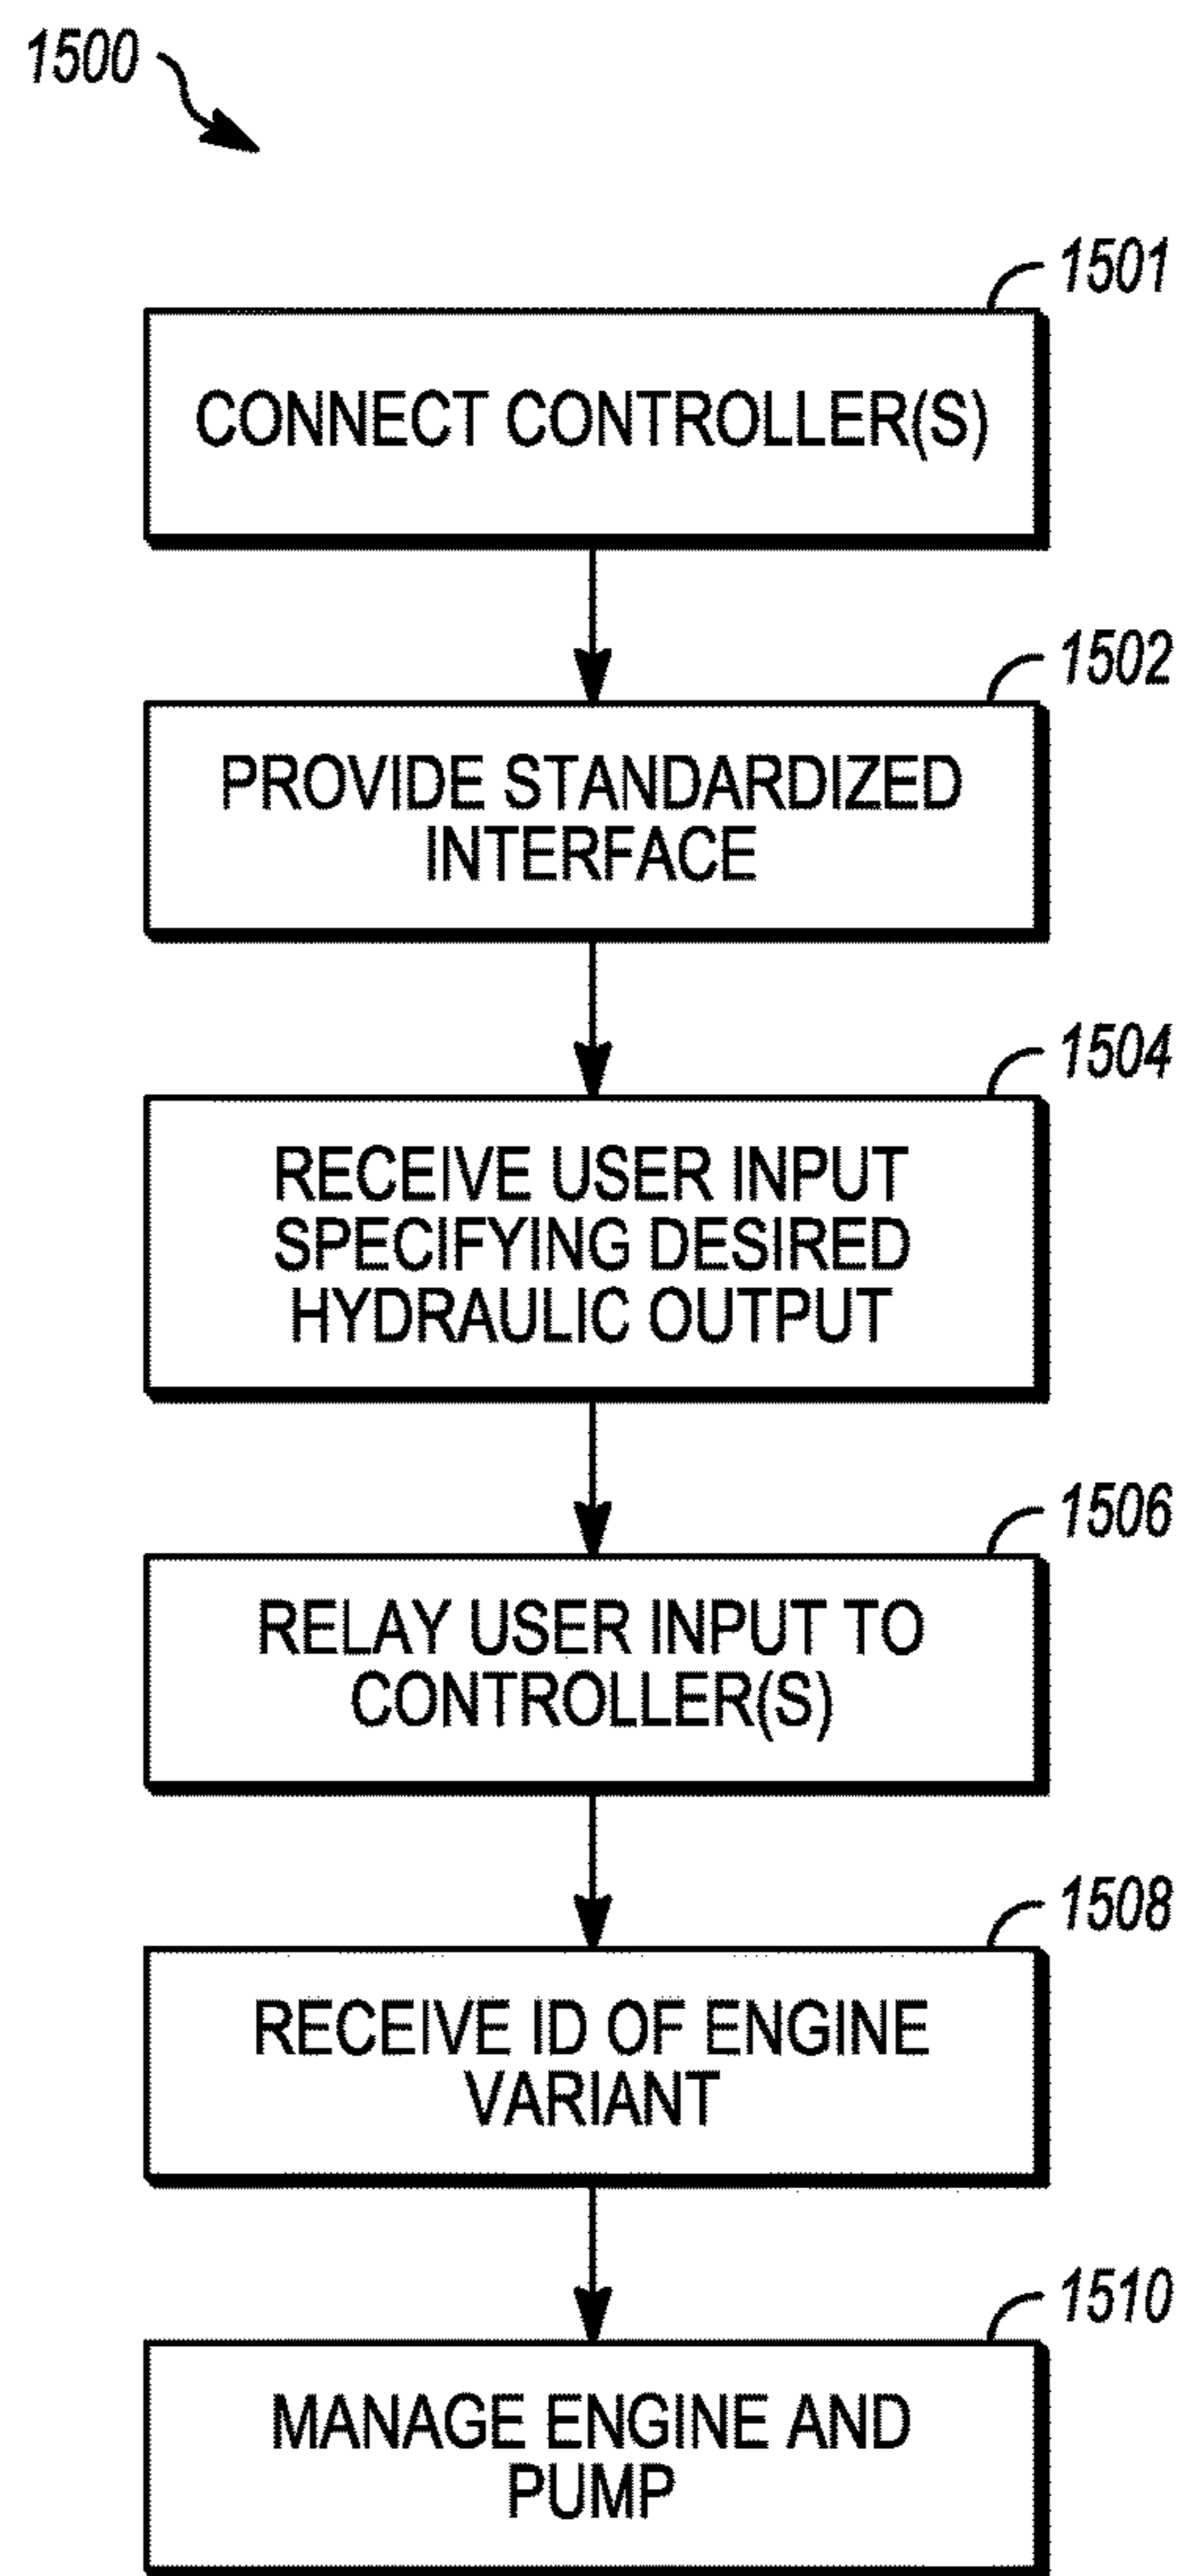 1500
1501
CONNECT CONTROLLER(S)
1502
PROVIDE STANDARDIZED
INTERFACE
1504
RECEIVE USER INPUT
SPECIFYING DESIRED
HYDRAULIC OUTPUT
1506
RELAY USER INPUT TO
CONTROLLER(S)
1508
RECEIVE ID OF ENGINE
VARIANT
1510
MANAGE ENGINE AND
PUMP